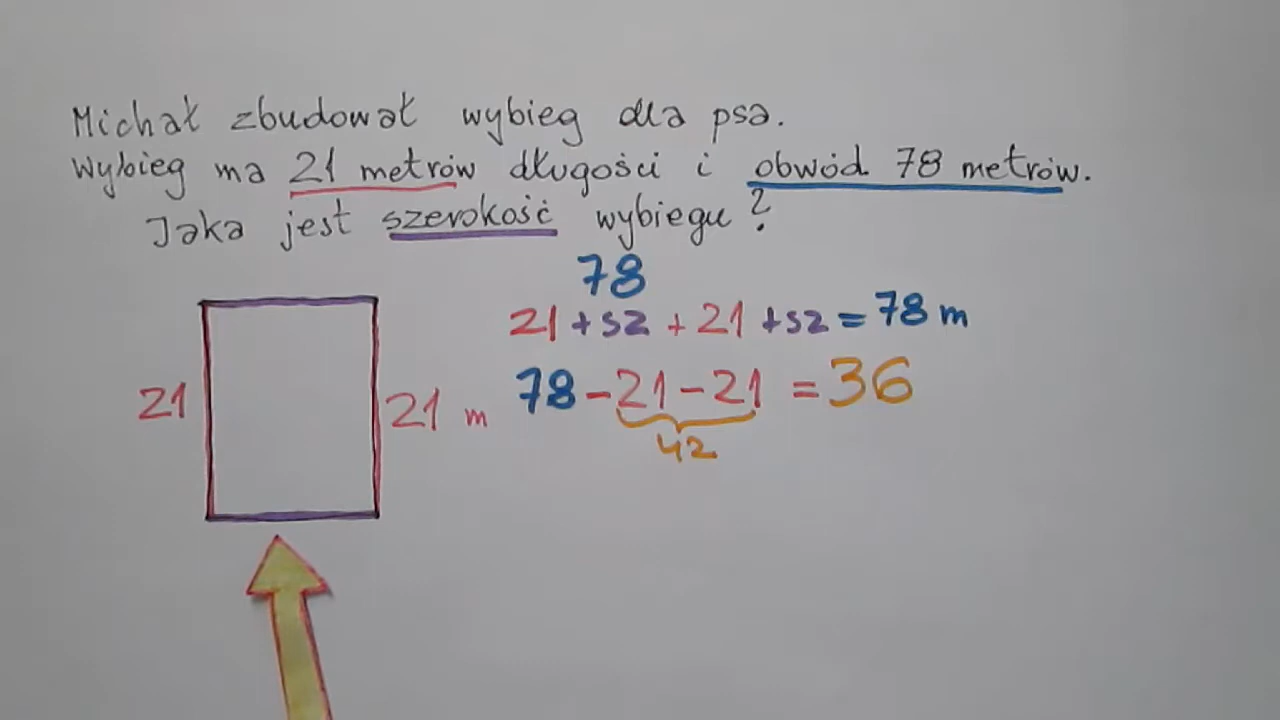 Michał zbudował wybieg dla psa.
Wybieg ma 21 metrów długości i obwód 78 metrów.
Jaka jest szerokość wybiegu?
78
21 + sz + 21 + sz = 78 m
21
21 m
78 - 21 - 21 = 36
42